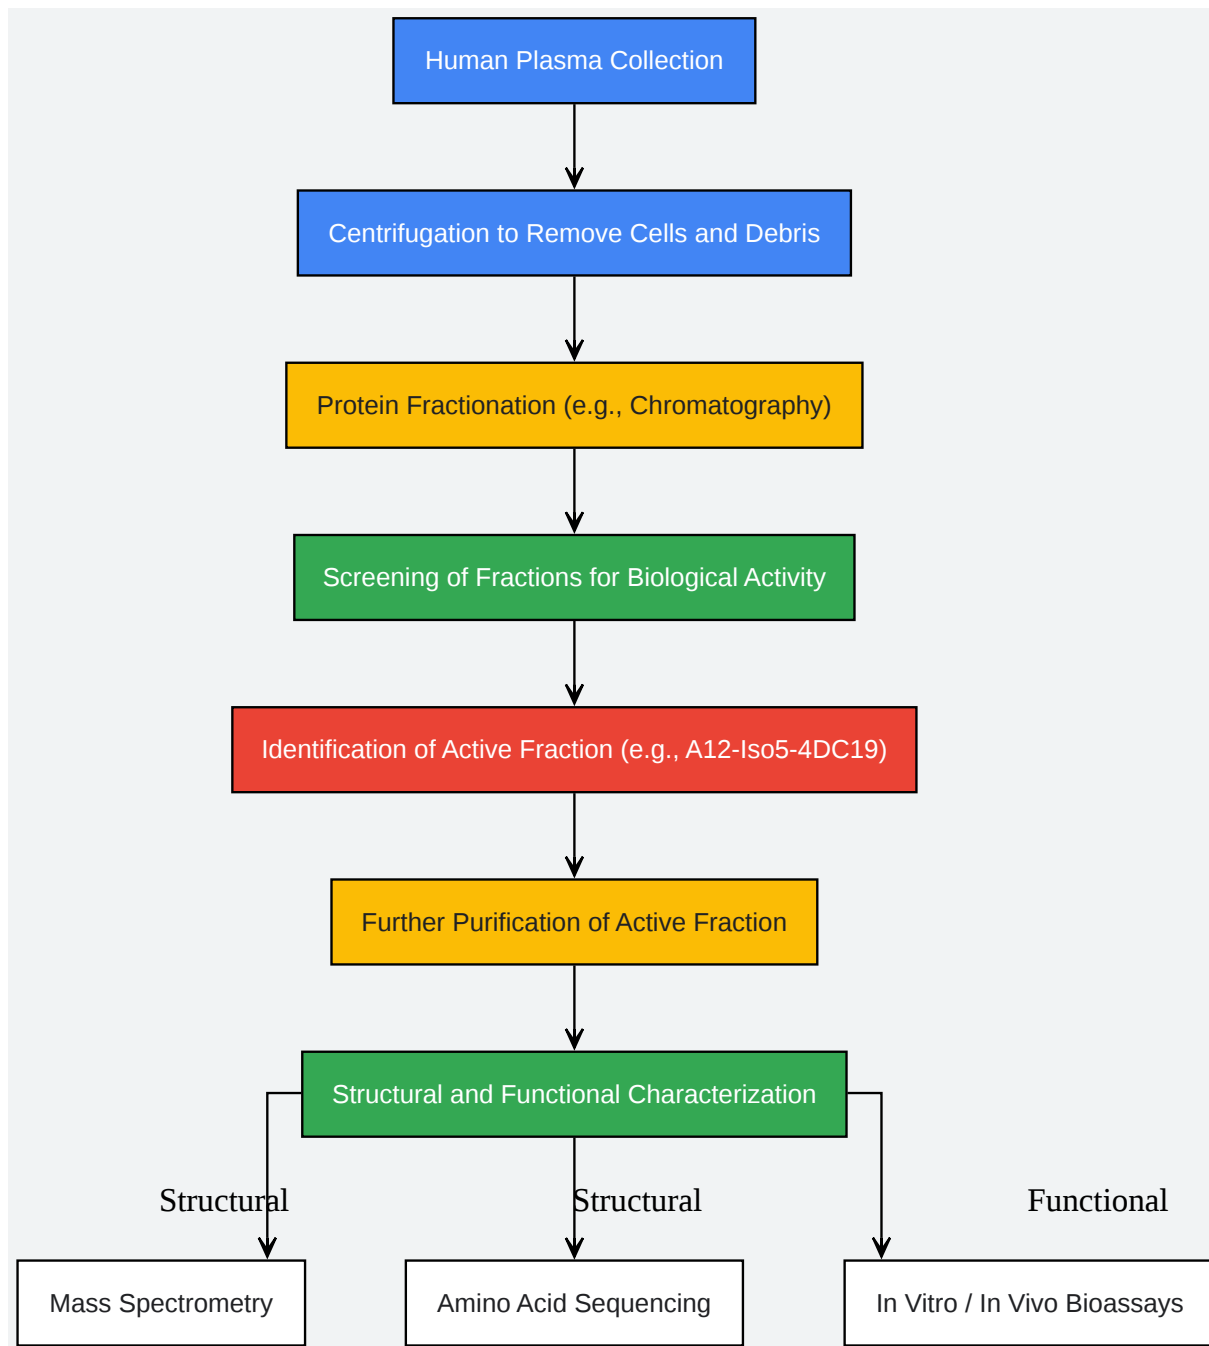 Human Plasma Collection
Centrifugation to Remove Cells and Debris
Protein Fractionation (e.g., Chromatography)
Screening of Fractions for Biological Activity
Identification of Active Fraction (e.g., A12-Iso5-4DC19)
Further Purification of Active Fraction
Structural and Functional Characterization
Structural
Structural
Functional
Mass Spectrometry
Amino Acid Sequencing
In Vitro / In Vivo Bioassays